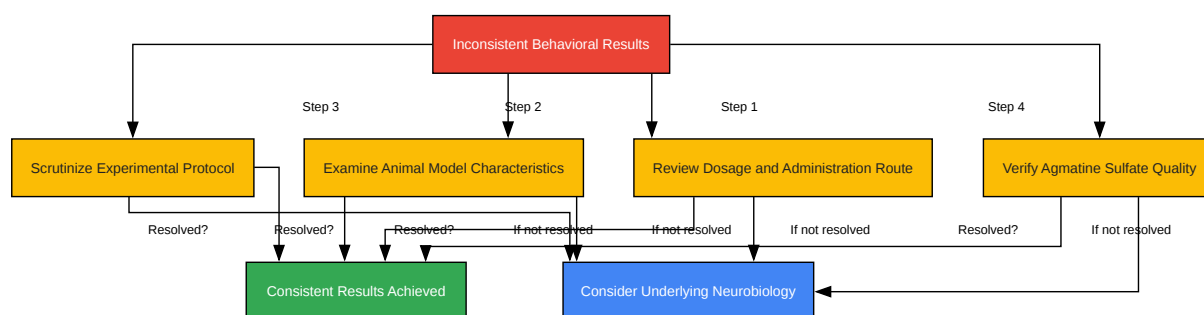 Inconsistent Behavioral Results
Step 3
Step 2
Step 1
Step 4
Scrutinize Experimental Protocol
Examine Animal Model Characteristics
Review Dosage and Administration Route
Verify Agmatine Sulfate Quality
Resolved?
Resolved?
Resolved?
If not resolved
If not resolved
If not resolved
Resolved?
If not resolved
Consistent Results Achieved
Consider Underlying Neurobiology